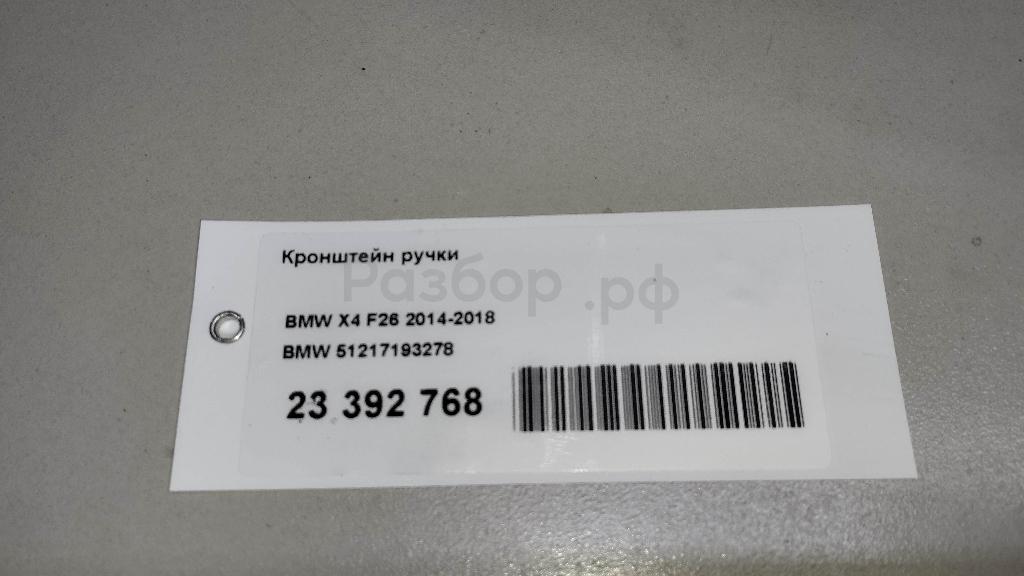 Кронштейн ручки
Разбор.рф
BMW X4 F26 2014-2018
BMW 51217193278
23 392 768